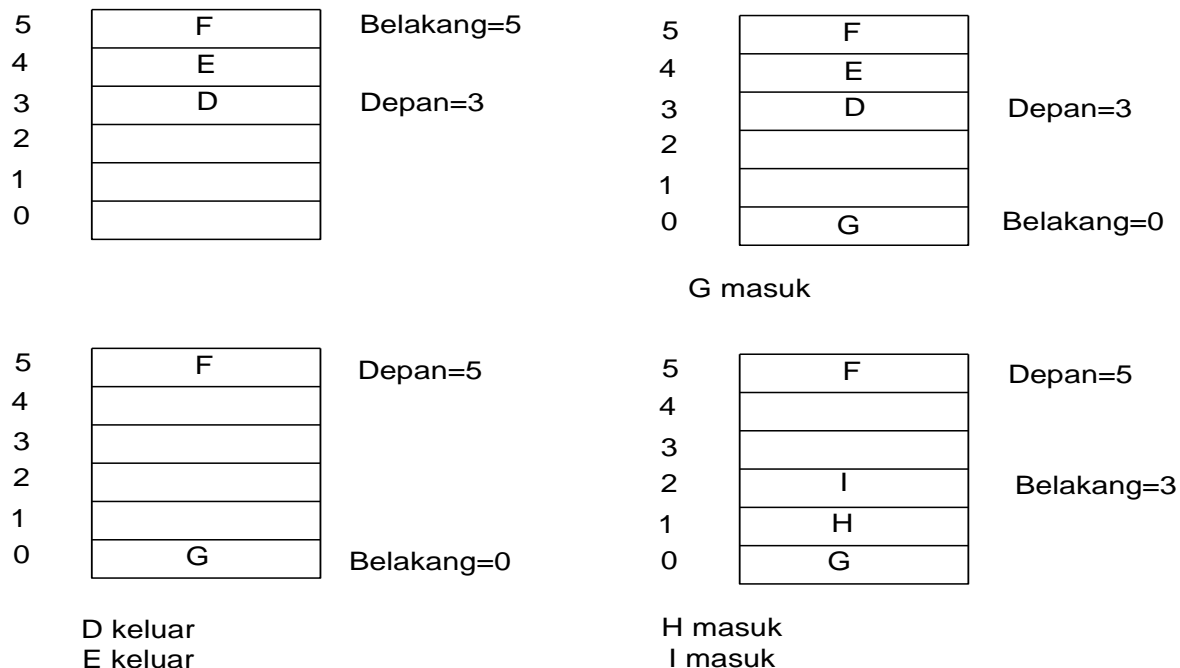 5 F Belakang=5
4 E
3 D Depan=3
2
1
0
5 F
4 E
3 D Depan=3
2
1
0 G Belakang=0
G masuk
5 F Depan=5
4
3
2
1
0 G Belakang=0
D keluar
E keluar
5 F Depan=5
4
3
2 I Belakang=3
1 H
0 G
H masuk
I masuk